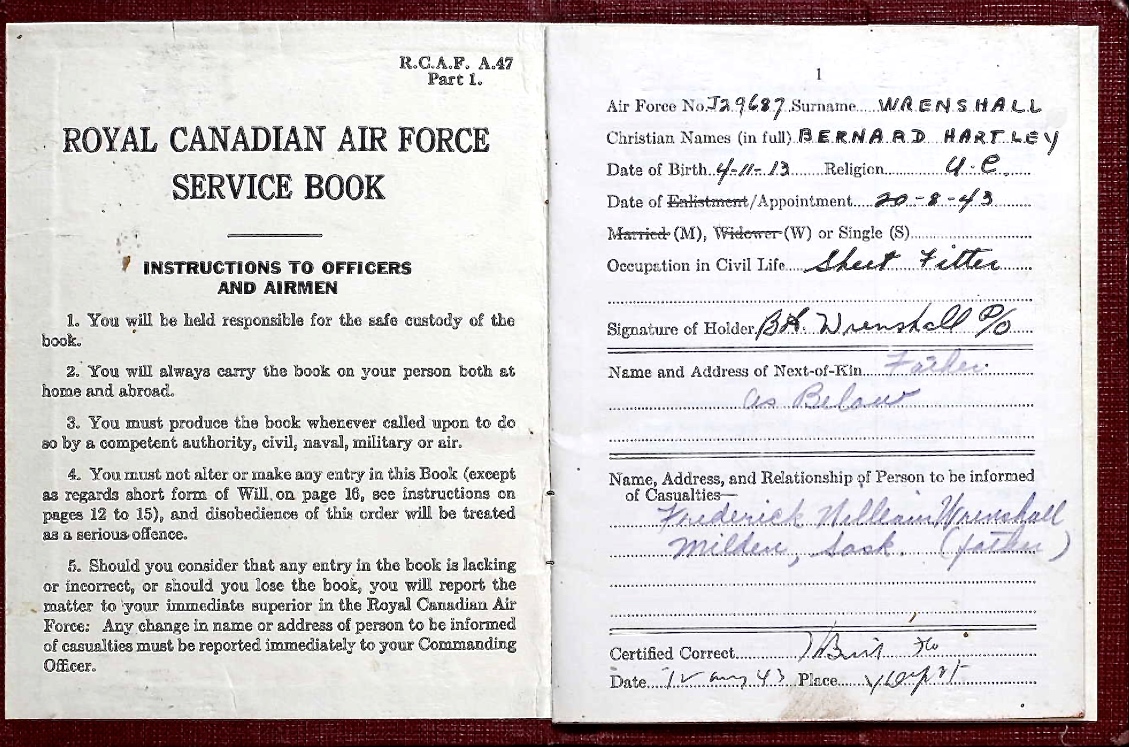 R.C.A.F. A.47
Part 1.
ROYAL CANADIAN AIR FORCE
SERVICE BOOK
INSTRUCTIONS TO OFFICERS
AND AIRMEN
1. You will be held responsible for the safe custody of the
book.
2. You will always carry the book on your person both at
home and abroad.
3. You must produce the book whenever called upon to do
so by a competent authority, civil, naval, military or air.
4. You must not alter or make any entry in this Book (except
as regards short form of Will on page 16, see instructions on
pages 12 to 15), and disobedience of this order will be treated
as a serious offence.
5. Should you consider that any entry in the book is lacking
or incorrect, or should you lose the book, you will report the
matter to your immediate superior in the Royal Canadian Air
Force: Any change in name or address of person to be informed
of casualties must be reported immediately to your Commanding
Officer.
1
Air Force No. J29687 Surname WRENSHALL
Christian Names (in full) BERNARD HARTLEY
Date of Birth 4-11-13 Religion U.C.
Date of Enlistment/Appointment 20-8-43
Married (M), Widower (W) or Single (S)
Occupation in Civil Life Sheet Fitter
Signature of Holder B.H. Wrenshall P/O
Name and Address of Next-of-Kin Father
as Below
Name, Address, and Relationship of Person to be informed
of Casualties—
Frederick William Wrenshall
Milden, Sask. (father)
Certified Correct
Date 43 Place